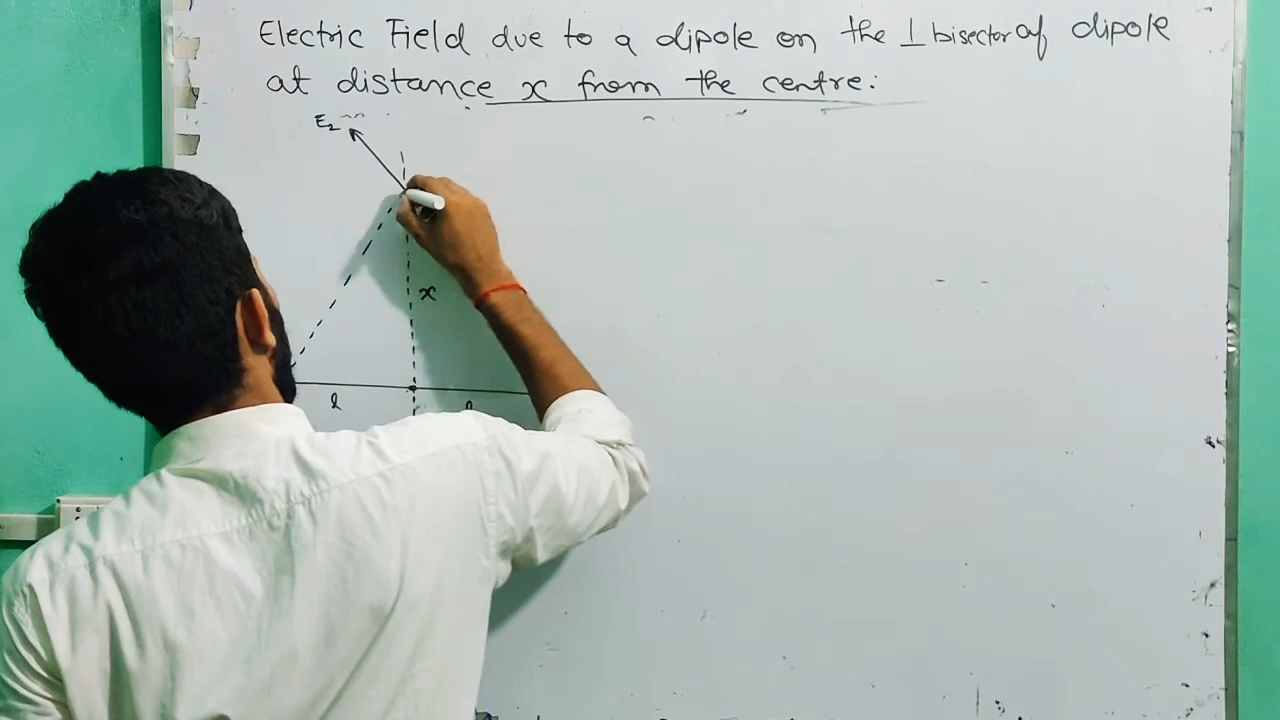 Electric Field due to a dipole on the ⊥ bisector of dipole
at distance x from the centre:
E₂
x
l